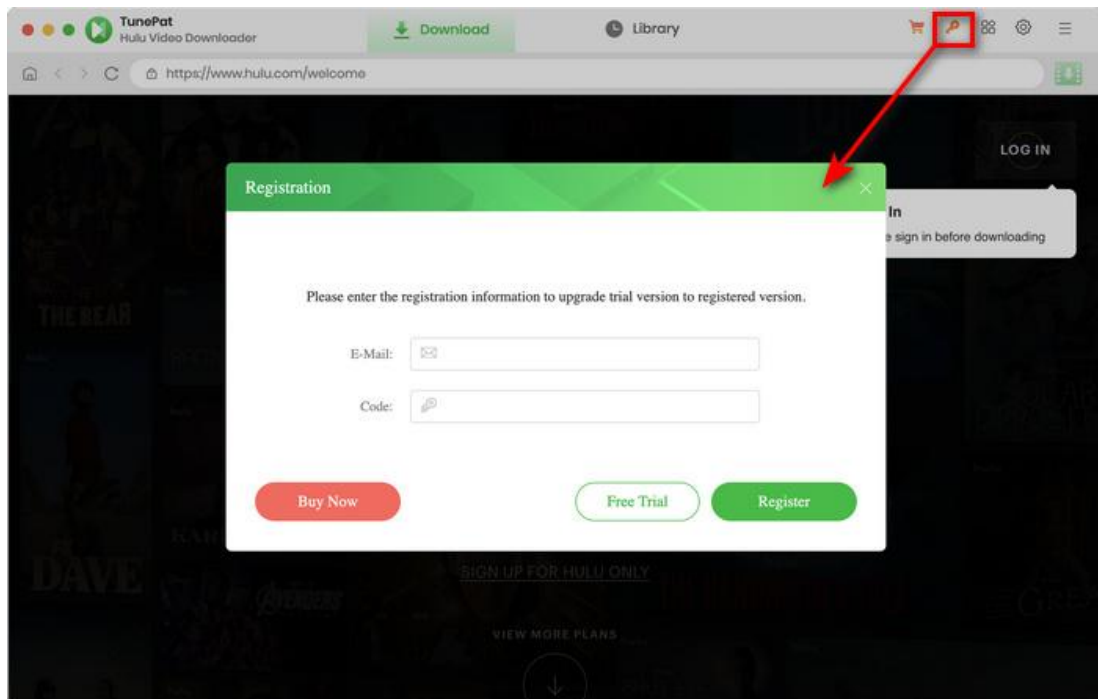 TunePat
Hulu Video Downloader
Download
Library
https://www.hulu.com/welcome
LOG IN
Registration
In
sign in before downloading
THE BEAR
Please enter the registration information to upgrade trial version to registered version.
E-Mail:
Code:
Buy Now
Free Trial
Register
DAVE
AVENGERS
SIGN UP FOR HULU ONLY
VIEW MORE PLANS